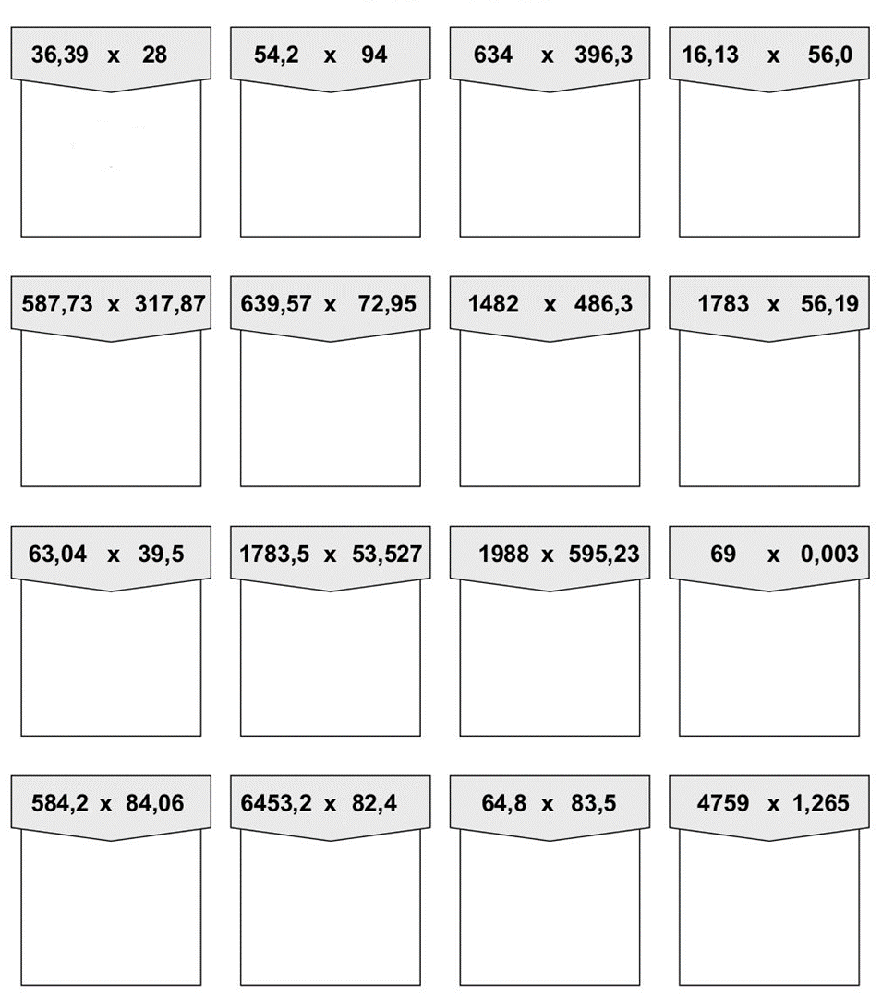 36,39 x 28
54,2 x 94
634 x 396,3
16,13 x 56,0
587,73 x 317,87
639,57 x 72,95
1482 x 486,3
1783 x 56,19
63,04 x 39,5
1783,5 x 53,527
1988 x 595,23
69 x 0,003
584,2 x 84,06
6453,2 x 82,4
64,8 x 83,5
4759 x 1,265